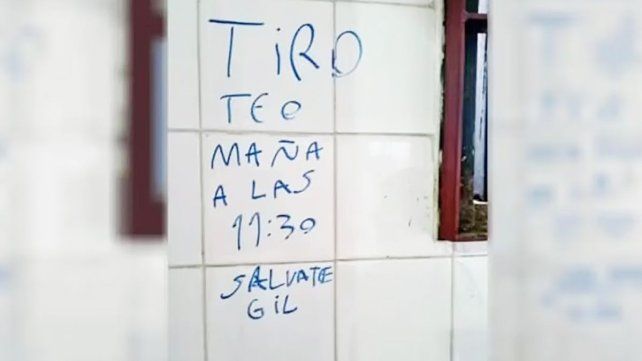 TiRO
TEO
MAÑA
A LAS
11:30
SALVATE
GIL